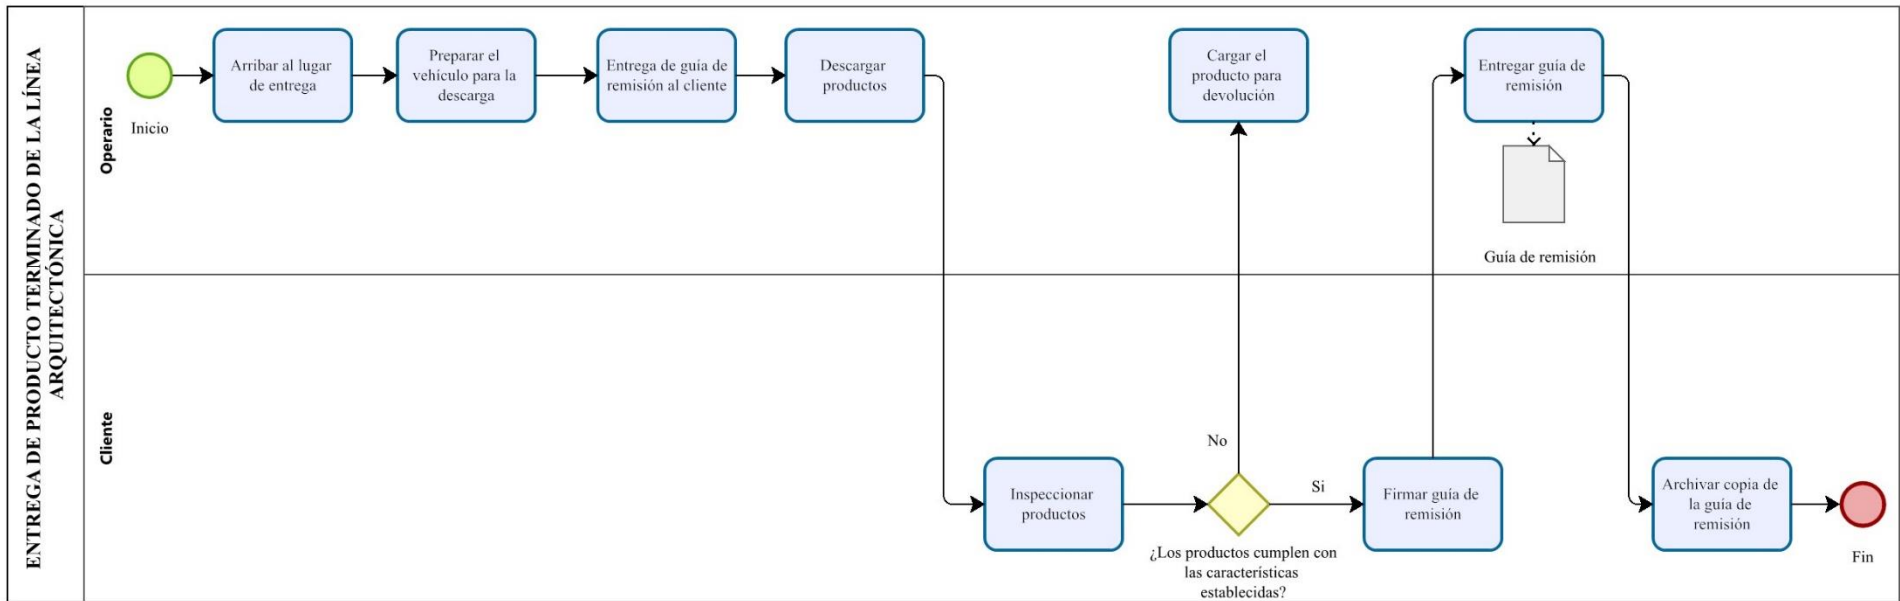 ENTREGA DE PRODUCTO TERMINADO DE LA LÍNEA
ARQUITECTÓNICA
Operario
Inicio
Arribar al lugar
de entrega
Preparar el
vehículo para la
descarga
Entrega de guía de
remisión al cliente
Descargar
productos
Cargar el
producto para
devolución
Entregar guía de
remisión
Guía de remisión
Cliente
Inspeccionar
productos
No
¿Los productos cumplen con
las características
establecidas?
Si
Firmar guía de
remisión
Archivar copia de
la guía de
remisión
Fin